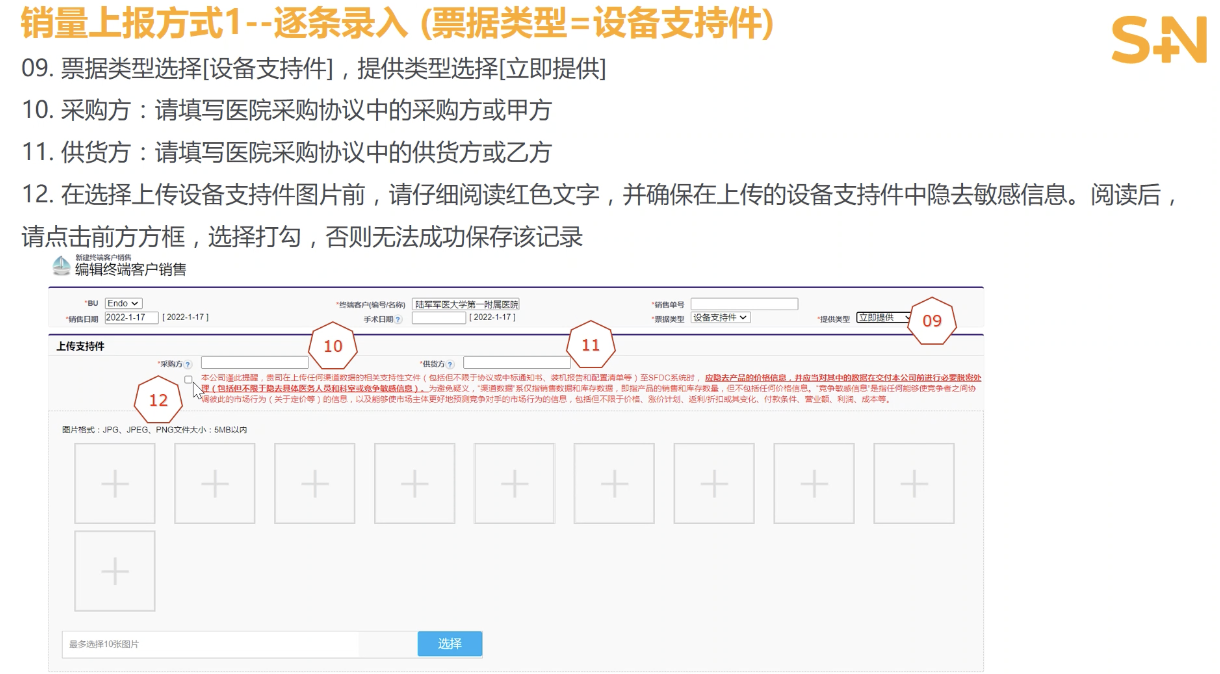 销量上报方式1--逐条录入 (票据类型=设备支持件)
S+N
09. 票据类型选择[设备支持件]，提供类型选择[立即提供]
10. 采购方：请填写医院采购协议中的采购方或甲方
11. 供货方：请填写医院采购协议中的供货方或乙方
12. 在选择上传设备支持件图片前，请仔细阅读红色文字，并确保在上传的设备支持件中隐去敏感信息。阅读后，
请点击前方方框，选择打勾，否则无法成功保存该记录
新建终端客户销售
编辑终端客户销售
*BU Endo *终端客户(编号/名称) 陆军军医大学第一附属医院 *销售单号
*销售日期 2022-1-17 [ 2022-1-17 ] 手术日期 ? [ 2022-1-17 ] *票据类型 设备支持件 *提供类型 立即提供 09
上传支持件 10 11
*采购方 ? *供货方 ?
本公司谨此提醒，贵司在上传任何渠道数据的相关支持性文件（包括但不限于协议或中标通知书、装机报告和配置清单等）至SFDC系统时，应隐去产品的价格信息，并应当对其中的数据在交付本公司前进行必要脱密处
理（包括但不限于隐去具体医务人员和科室或竞争敏感信息）。为避免疑义，“渠道数据”系仅指销售数据和库存数据，即指产品的销售和库存数量，但不包括任何价格信息。“竞争敏感信息”是指任何能够使竞争者之间协
调彼此的市场行为（关于定价等）的信息，以及能够使市场主体更好地预测竞争对手的市场行为的信息，包括但不限于价格、涨价计划、返利/折扣或其变化、付款条件、营业额、利润、成本等。
12
图片格式：JPG、JPEG、PNG文件大小：5MB以内
最多选择10张图片 选择